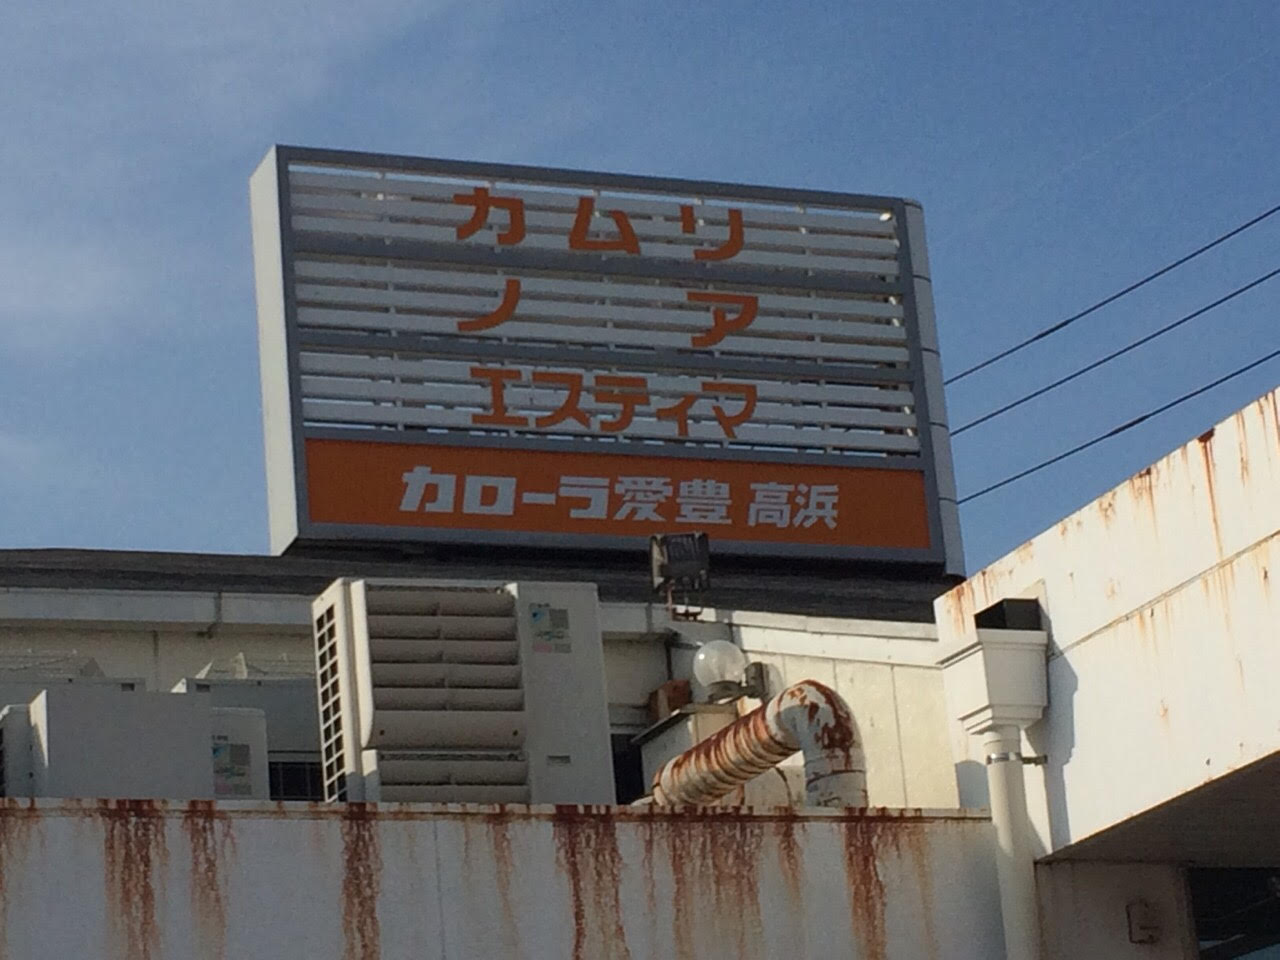 カムリ
ノア
エスティマ
カローラ愛豊 高浜